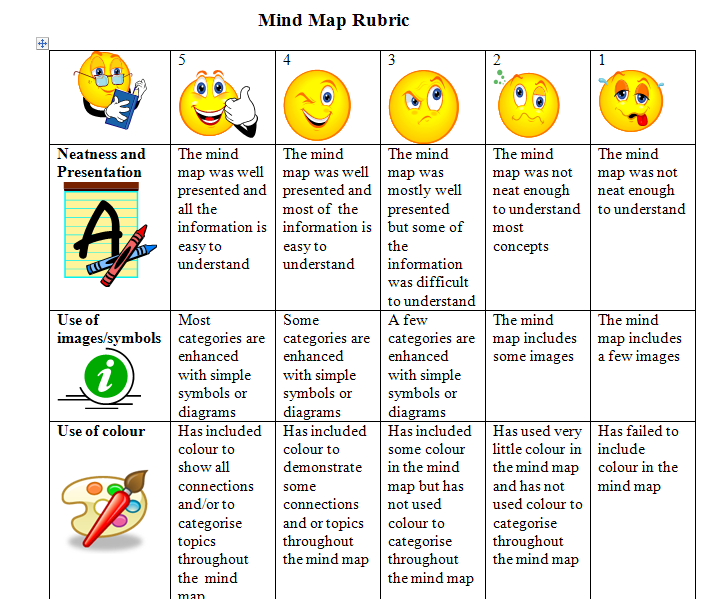 Mind Map Rubric
5
4
3
2
1
Neatness and
Presentation
The mind
map was well
presented and
all the
information is
easy to
understand
The mind
map was well
presented and
most of the
information is
easy to
understand
The mind
map was
mostly well
presented
but some of
the
information
was difficult
to understand
The mind
map was not
neat enough
to understand
most
concepts
The mind
map was not
neat enough
to understand
A
Use of
images/symbols
Most
categories are
enhanced
with simple
symbols or
diagrams
Some
categories are
enhanced
with simple
symbols or
diagrams
A few
categories are
enhanced
with simple
symbols or
diagrams
The mind
map includes
some images
The mind
map includes
a few images
i
Use of colour
Has included
colour to
show all
connections
and/or to
categorise
topics
throughout
the mind
map
Has included
colour to
demonstrate
some
connections
and or topics
throughout
the mind map
Has included
some colour
in the mind
map but has
not used
colour to
categorise
throughout
the mind map
Has used very
little colour in
the mind map
and has not
used colour to
categorise
throughout
the mind map
Has failed to
include
colour in the
mind map